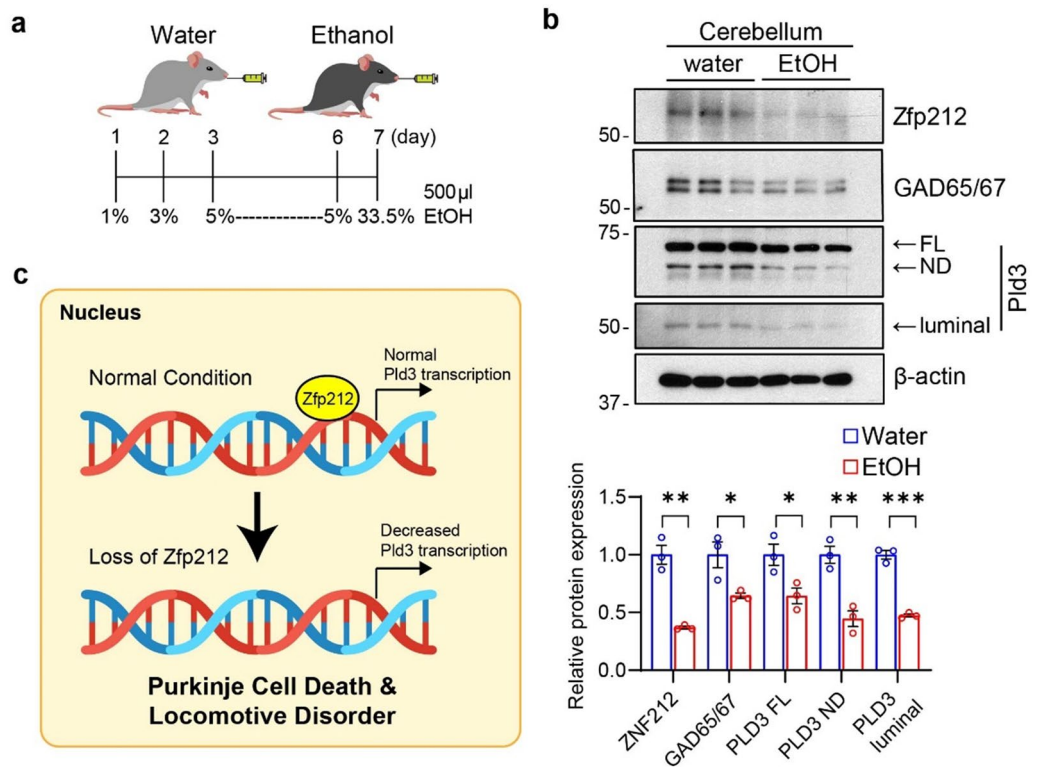 a
Water
Ethanol
1 2 3 6 7 (day)
500 µl
1% 3% 5%------------5% 33.5% EtOH
b
Cerebellum
water EtOH
50-
Zfp212
50-
GAD65/67
75-
←FL
←ND
Pld3
50-
←luminal
37-
β-actin
Water
EtOH
Relative protein expression
1.5
1.0
0.5
0.0
** * * ** ***
ZNF212
GAD65/67
PLD3 FL
PLD3 ND
PLD3
luminal
c
Nucleus
Normal Condition
Zfp212
Normal
Pld3 transcription
Loss of Zfp212
Decreased
Pld3 transcription
Purkinje Cell Death &
Locomotive Disorder